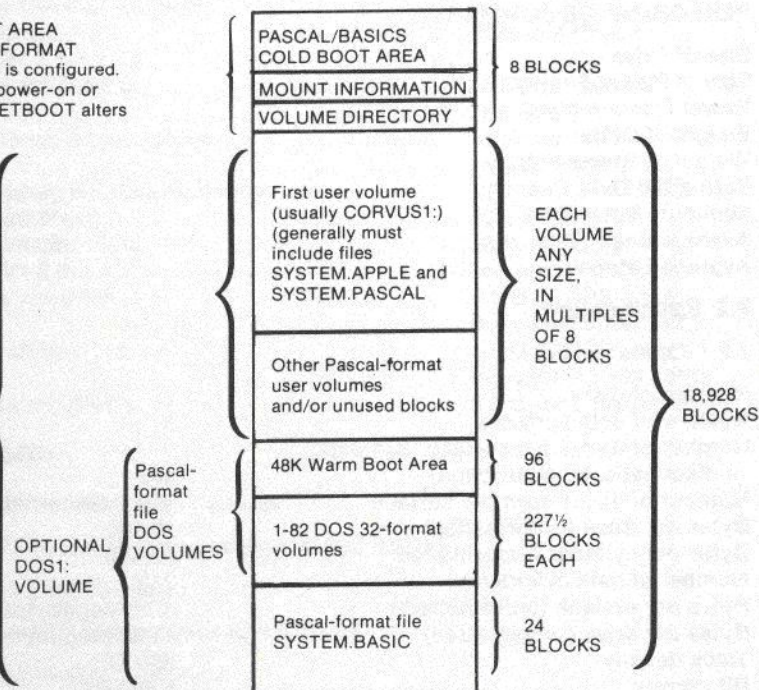 T AREA
FORMAT
is configured.
power-on or
ETBOOT alters
PASCAL/BASICS
COLD BOOT AREA
MOUNT INFORMATION
VOLUME DIRECTORY
8 BLOCKS
First user volume
(usually CORVUS1:)
(generally must
include files
SYSTEM.APPLE and
SYSTEM.PASCAL
EACH
VOLUME
ANY
SIZE,
IN
MULTIPLES
OF 8
BLOCKS
Other Pascal-format
user volumes
and/or unused blocks
18,928
BLOCKS
48K Warm Boot Area
96
BLOCKS
Pascal-
format
file
DOS
VOLUMES
1-82 DOS 32-format
volumes
227½
BLOCKS
EACH
OPTIONAL
DOS1:
VOLUME
Pascal-format file
SYSTEM.BASIC
24
BLOCKS